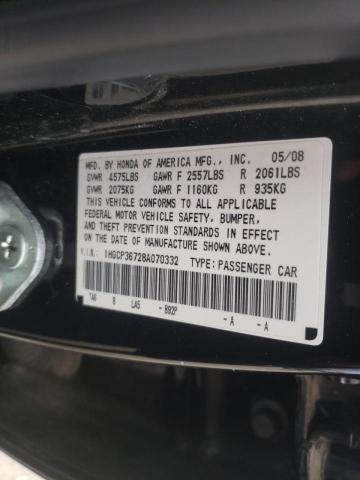 MFD. BY HONDA OF AMERICA MFG., INC. 05/08
GVWR 4575LBS GAWR F 2557LBS R 2061LBS
GVWR 2075KG GAWR F 1160KG R 935KG
THIS VEHICLE CONFORMS TO ALL APPLICABLE
FEDERAL MOTOR VEHICLE SAFETY, BUMPER,
AND THEFT PREVENTION STANDARDS IN EFFECT
ON THE DATE OF MANUFACTURE SHOWN ABOVE.
V.I.N.: 1HGCP36728A070332 TYPE: PASSENGER CAR
TA6 B LA5 - B92P - A - A